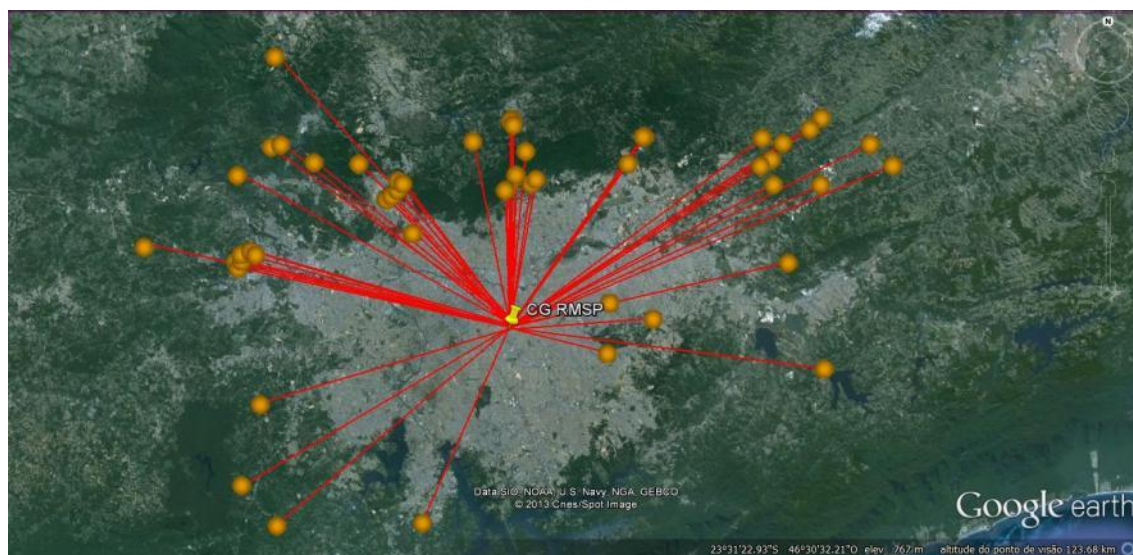 N
CG RMSP
Data SIO, NOAA, U.S. Navy, NGA, GEBCO
© 2013 Cnes/Spot Image
Google earth
23°31'22.93"S 46°30'32.21"O elev 767 m altitude do ponto de visão 123.68 km